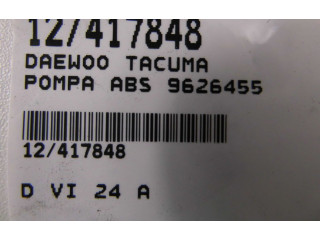 12/417848
DAEWOO TACUMA
POMPA ABS 9626455
12/417848
D VI 24 A